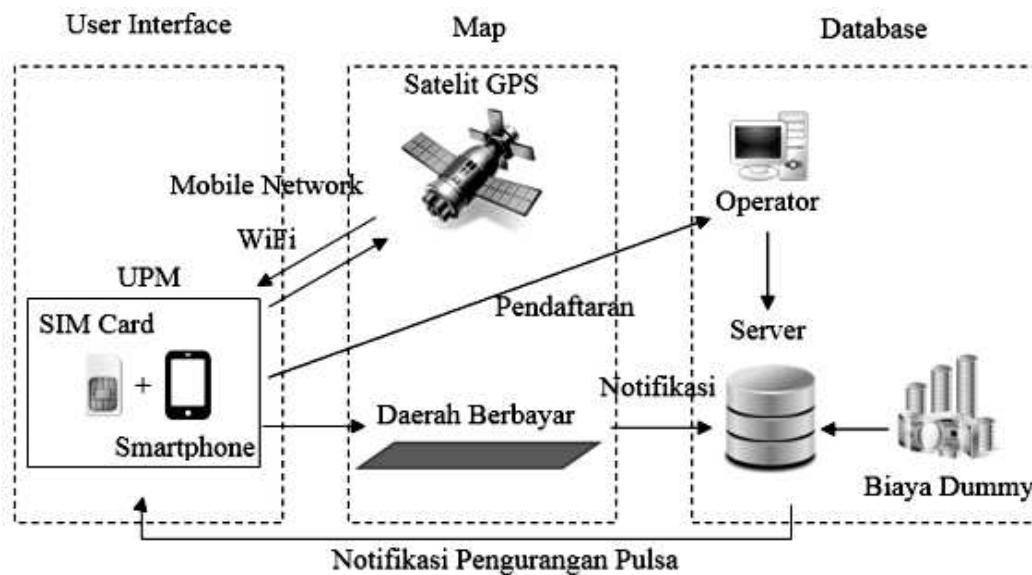 User Interface
Map
Database
Satelit GPS
Mobile Network
WiFi
Operator
UPM
Pendaftaran
SIM Card
Server
+
Notifikasi
Daerah Berbayar
Smartphone
Biaya Dummy
Notifikasi Pengurangan Pulsa